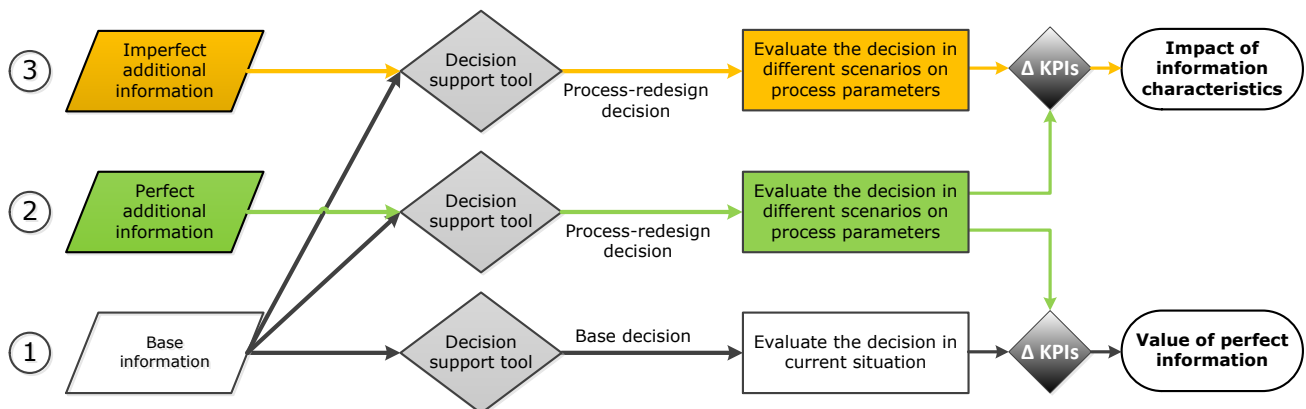 3
Imperfect
additional
information
Decision
support tool
Process-redesign
decision
Evaluate the decision in
different scenarios on
process parameters
Δ KPIs
Impact of
information
characteristics
2
Perfect
additional
information
Decision
support tool
Process-redesign
decision
Evaluate the decision in
different scenarios on
process parameters
1
Base
information
Decision
support tool
Base decision
Evaluate the decision in
current situation
Δ KPIs
Value of perfect
information